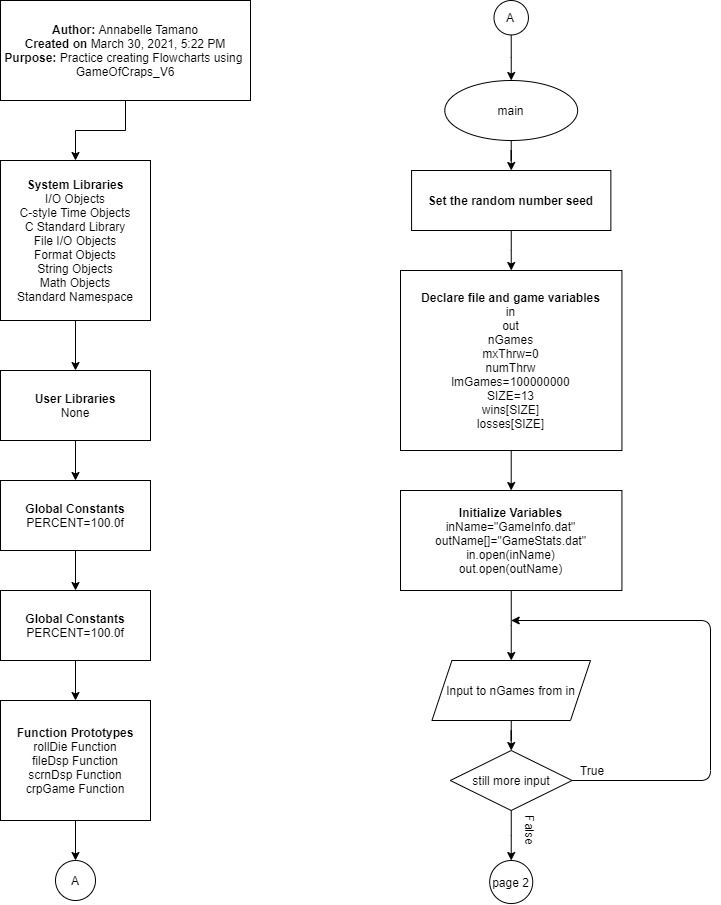 Author: Annabelle Tamano
Created on March 30, 2021, 5:22 PM
Purpose: Practice creating Flowcharts using
GameOfCraps_V6
System Libraries
I/O Objects
C-style Time Objects
C Standard Library
File I/O Objects
Format Objects
String Objects
Math Objects
Standard Namespace
User Libraries
None
Global Constants
PERCENT=100.0f
Global Constants
PERCENT=100.0f
Function Prototypes
rollDie Function
fileDsp Function
scrnDsp Function
crpGame Function
A
A
main
Set the random number seed
Declare file and game variables
in
out
nGames
mxThrw=0
numThrw
lmGames=100000000
SIZE=13
wins[SIZE]
losses[SIZE]
Initialize Variables
inName="GameInfo.dat"
outName[]="GameStats.dat"
in.open(inName)
out.open(outName)
Input to nGames from in
still more input
True
False
page 2